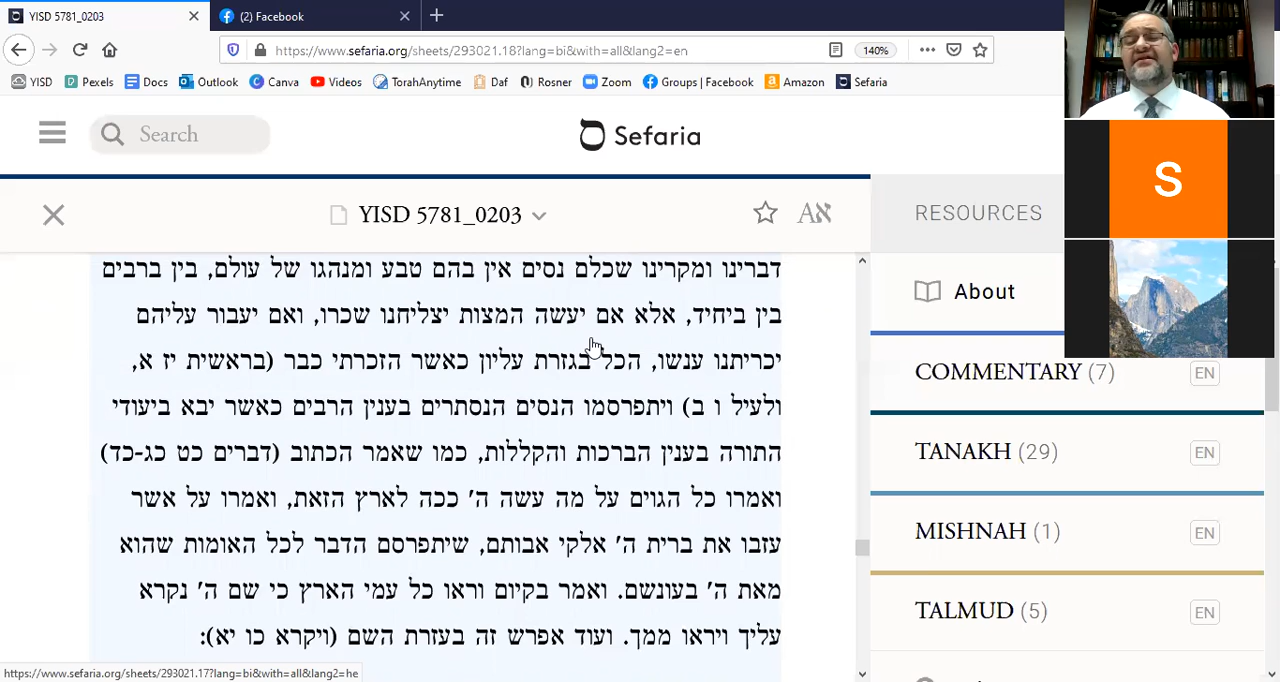 YISD 5781_0203
(2) Facebook
https://www.sefaria.org/sheets/293021.18?lang=bi&with=all&lang2=en
140%
YISD
Pexels
Docs
Outlook
Canva
Videos
TorahAnytime
Daf
Rosner
Zoom
Groups | Facebook
Amazon
Sefaria
Search
Sefaria
YISD 5781_0203
Aא
RESOURCES
דברינו ומקרינו שכלם נסים אין בהם טבע ומנהגו של עולם, בין ברבים
בין ביחיד, אלא אם יעשה המצות יצליחנו שכרו, ואם יעבור עליהם
יכריתנו ענשו, הכל בגזרת עליון כאשר הזכרתי כבר (בראשית יז א,
ולעיל ו ב) ויתפרסמו הנסים הנסתרים בענין הרבים כאשר יבא ביעודי
התורה בענין הברכות והקללות, כמו שאמר הכתוב (דברים כט כג-כד)
ואמרו כל הגוים על מה עשה ה' ככה לארץ הזאת, ואמרו על אשר
עזבו את ברית ה' אלקי אבותם, שיתפרסם הדבר לכל האומות שהוא
מאת ה' בעונשם. ואמר בקיום וראו כל עמי הארץ כי שם ה' נקרא
עליך ויראו ממך. ועוד אפרש זה בעזרת השם (ויקרא כו יא):
About
COMMENTARY (7) EN
TANAKH (29) EN
MISHNAH (1) EN
TALMUD (5) EN
S
https://www.sefaria.org/sheets/293021.17?lang=bi&with=all&lang2=he